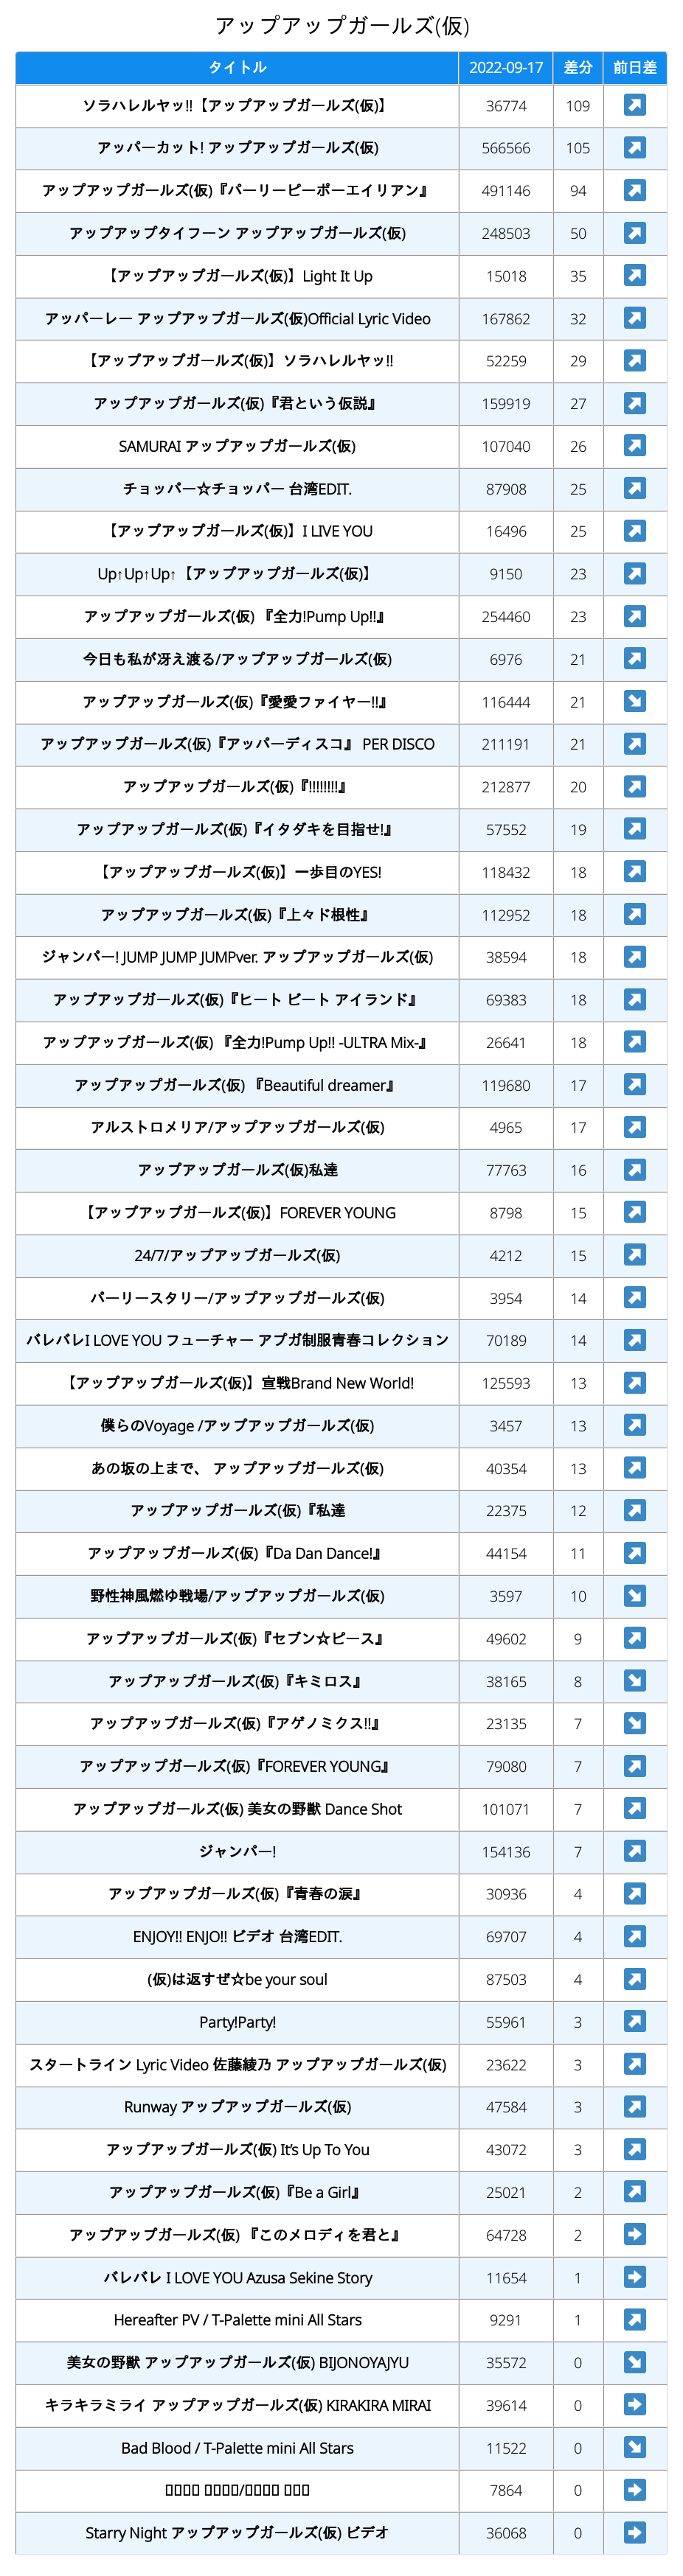 アップアップガールズ(仮)
タイトル 2022-09-17 差分 前日差
ソラハレルヤッ!!【アップアップガールズ(仮)】 36774 109 ↗
アッパーカット! アップアップガールズ(仮) 566566 105 ↗
アップアップガールズ(仮)『パーリーピーポーエイリアン』 491146 94 ↗
アップアップタイフーン アップアップガールズ(仮) 248503 50 ↗
【アップアップガールズ(仮)】Light It Up 15018 35 ↗
アッパーレー アップアップガールズ(仮)Official Lyric Video 167862 32 ↗
【アップアップガールズ(仮)】ソラハレルヤッ!! 52259 29 ↗
アップアップガールズ(仮)『君という仮説』 159919 27 ↗
SAMURAI アップアップガールズ(仮) 107040 26 ↗
チョッパー☆チョッパー 台湾EDIT. 87908 25 ↗
【アップアップガールズ(仮)】I LIVE YOU 16496 25 ↗
Up↑Up↑Up↑【アップアップガールズ(仮)】 9150 23 ↗
アップアップガールズ(仮) 『全力!Pump Up!!』 254460 23 ↗
今日も私が冴え渡る/アップアップガールズ(仮) 6976 21 ↗
アップアップガールズ(仮)『愛愛ファイヤー!!』 116444 21 ↘
アップアップガールズ(仮)『アッパーディスコ』 PER DISCO 211191 21 ↗
アップアップガールズ(仮)『!!!!!!!!』 212877 20 ↗
アップアップガールズ(仮)『イタダキを目指せ!』 57552 19 ↗
【アップアップガールズ(仮)】一歩目のYES! 118432 18 ↗
アップアップガールズ(仮)『上々ド根性』 112952 18 ↗
ジャンパー! JUMP JUMP JUMPver. アップアップガールズ(仮) 38594 18 ↗
アップアップガールズ(仮)『ヒート ビート アイランド』 69383 18 ↗
アップアップガールズ(仮) 『全力!Pump Up!! -ULTRA Mix-』 26641 18 ↗
アップアップガールズ(仮) 『Beautiful dreamer』 119680 17 ↗
アルストロメリア/アップアップガールズ(仮) 4965 17 ↗
アップアップガールズ(仮)私達 77763 16 ↗
【アップアップガールズ(仮)】FOREVER YOUNG 8798 15 ↗
24/7/アップアップガールズ(仮) 4212 15 ↗
パーリースタリー/アップアップガールズ(仮) 3954 14 ↗
バレバレI LOVE YOU フューチャー アプガ制服青春コレクション 70189 14 ↗
【アップアップガールズ(仮)】宣戦Brand New World! 125593 13 ↗
僕らのVoyage /アップアップガールズ(仮) 3457 13 ↗
あの坂の上まで、 アップアップガールズ(仮) 40354 13 ↗
アップアップガールズ(仮)『私達 22375 12 ↗
アップアップガールズ(仮)『Da Dan Dance!』 44154 11 ↗
野性神風燃ゆ戦場/アップアップガールズ(仮) 3597 10 ↘
アップアップガールズ(仮)『セブン☆ピース』 49602 9 ↗
アップアップガールズ(仮)『キミロス』 38165 8 ↘
アップアップガールズ(仮)『アゲノミクス!!』 23135 7 ↘
アップアップガールズ(仮)『FOREVER YOUNG』 79080 7 ↗
アップアップガールズ(仮) 美女の野獣 Dance Shot 101071 7 ↗
ジャンパー! 154136 7 ↗
アップアップガールズ(仮)『青春の涙』 30936 4 ↗
ENJOY!! ENJO!! ビデオ 台湾EDIT. 69707 4 ↗
(仮)は返すぜ☆be your soul 87503 4 ↗
Party!Party! 55961 3 ↗
スタートライン Lyric Video 佐藤綾乃 アップアップガールズ(仮) 23622 3 ↗
Runway アップアップガールズ(仮) 47584 3 ↗
アップアップガールズ(仮) It's Up To You 43072 3 ↗
アップアップガールズ(仮)『Be a Girl』 25021 2 ↗
アップアップガールズ(仮) 『このメロディを君と』 64728 2 ➡
バレバレ I LOVE YOU Azusa Sekine Story 11654 1 ➡
Hereafter PV / T-Palette mini All Stars 9291 1 ↗
美女の野獣 アップアップガールズ(仮) BIJONOYAJYU 35572 0 ↘
キラキラミライ アップアップガールズ(仮) KIRAKIRA MIRAI 39614 0 ➡
Bad Blood / T-Palette mini All Stars 11522 0 ↘
▯▯▯▯ ▯▯▯▯/▯▯▯▯ ▯▯▯ 7864 0 ➡
Starry Night アップアップガールズ(仮) ビデオ 36068 0 ➡